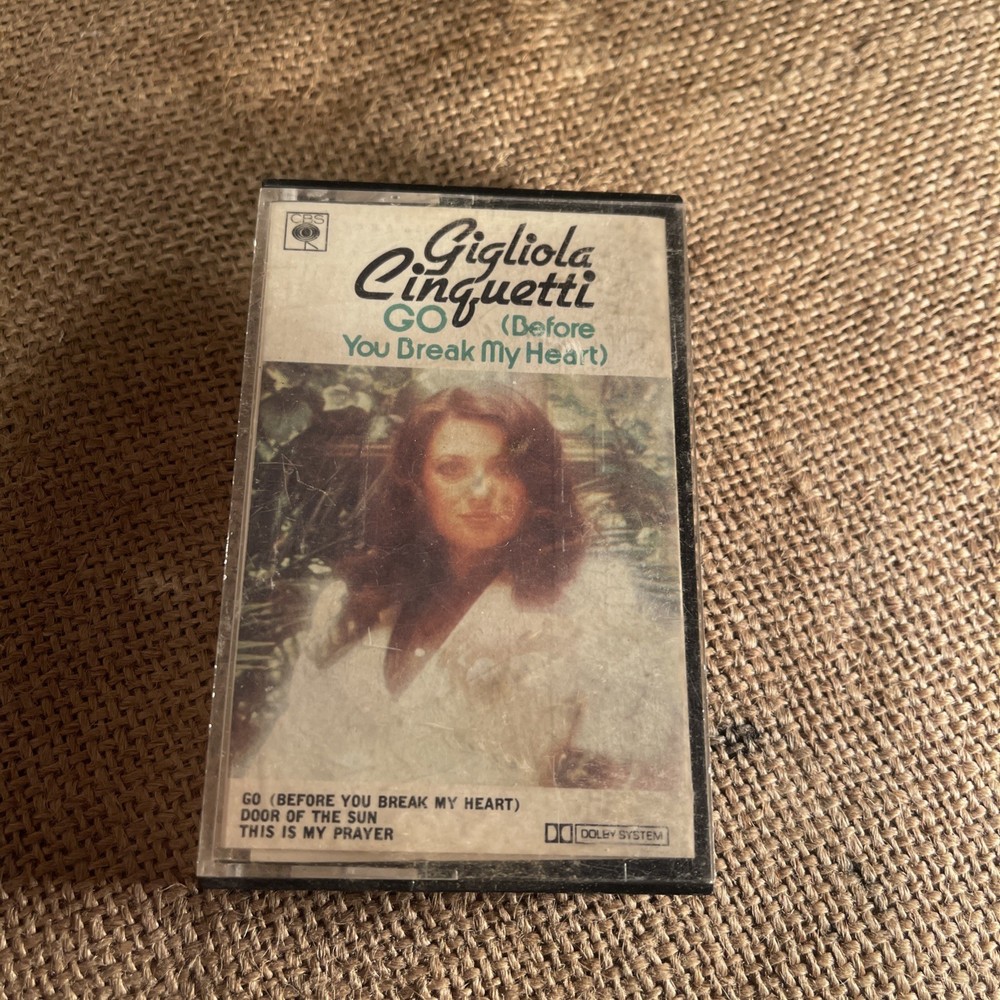 CBS
Gigliola
Cinquetti
GO (Before
You Break My Heart)
GO (BEFORE YOU BREAK MY HEART)
DOOR OF THE SUN
THIS IS MY PRAYER
DOLBY SYSTEM